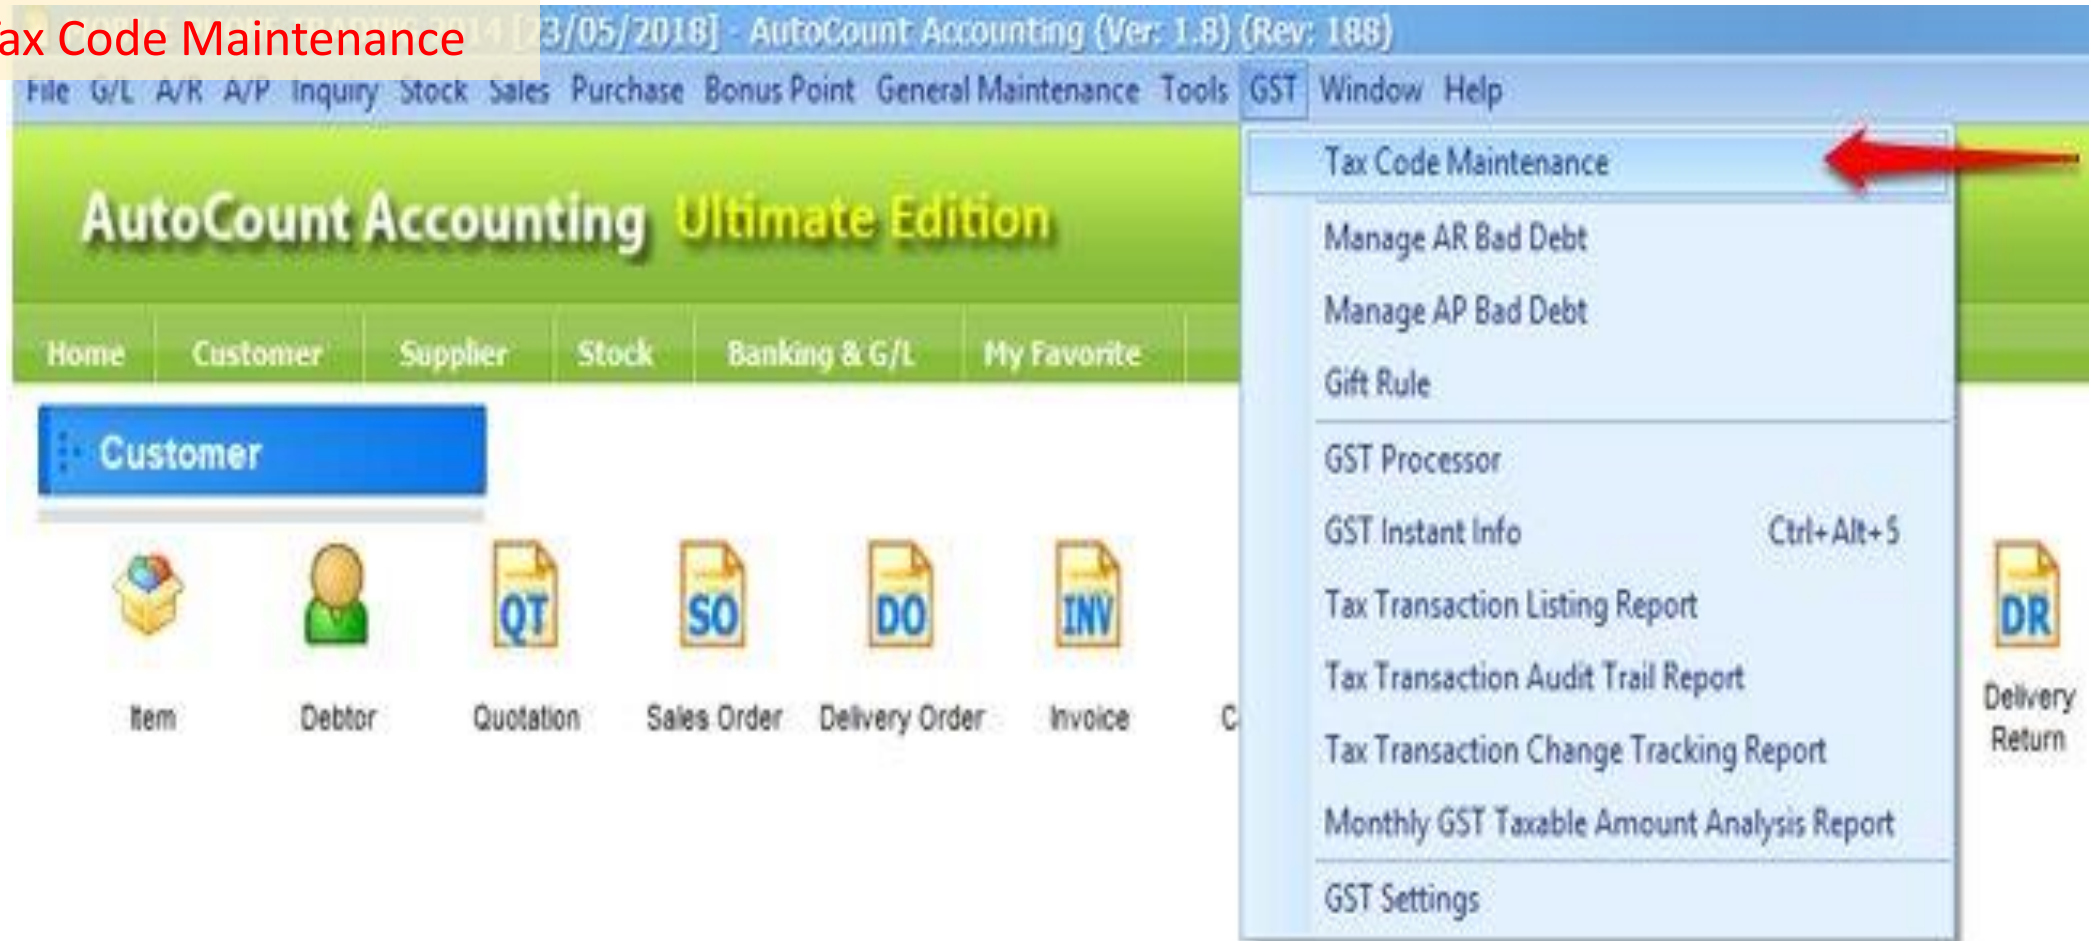 ax Code Maintenance
[23/05/2018] - AutoCount Accounting (Ver: 1.8) (Rev: 188)
File G/L A/R A/P Inquiry Stock Sales Purchase Bonus Point General Maintenance Tools GST Window Help
Tax Code Maintenance
Manage AR Bad Debt
Manage AP Bad Debt
Gift Rule
GST Processor
GST Instant Info Ctrl+Alt+S
Tax Transaction Listing Report
Tax Transaction Audit Trail Report
Tax Transaction Change Tracking Report
Monthly GST Taxable Amount Analysis Report
GST Settings
AutoCount Accounting Ultimate Edition
Home Customer Supplier Stock Banking & G/L My Favorite
Customer
QT SO DO INV DR
Item Debtor Quotation Sales Order Delivery Order Invoice C
Delivery
Return